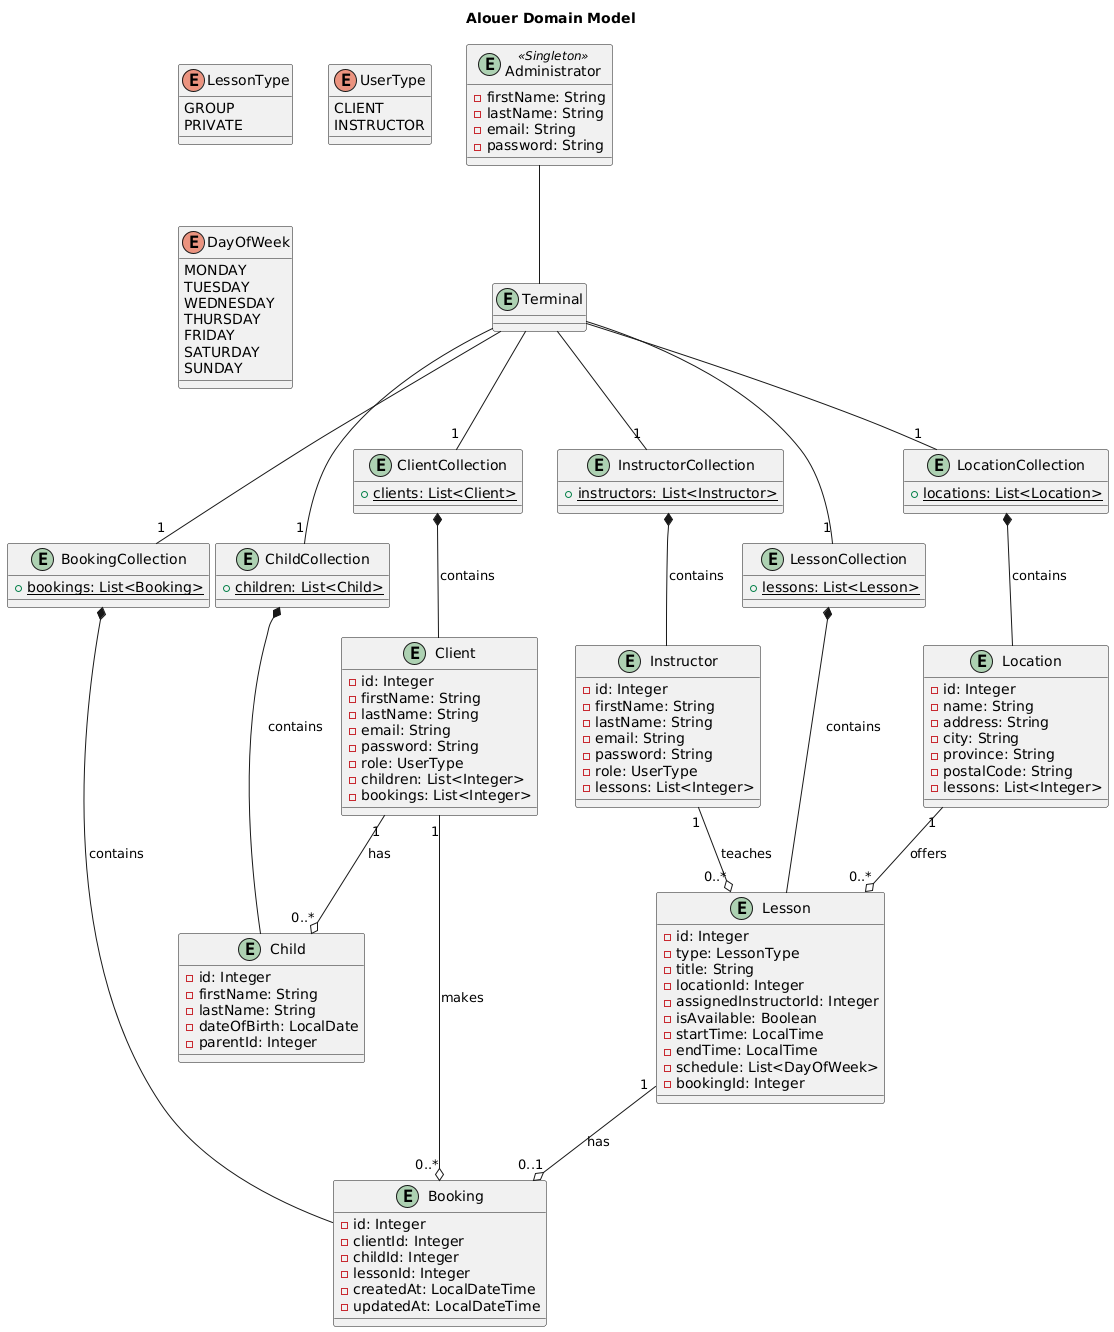 Alouer Domain Model
E LessonType
GROUP
PRIVATE
E UserType
CLIENT
INSTRUCTOR
«Singleton»
E Administrator
firstName: String
lastName: String
email: String
password: String
E DayOfWeek
MONDAY
TUESDAY
WEDNESDAY
THURSDAY
FRIDAY
SATURDAY
SUNDAY
E Terminal
1
1
1
1
1
1
E ClientCollection
clients: List<Client>
E InstructorCollection
instructors: List<Instructor>
E LocationCollection
locations: List<Location>
E BookingCollection
bookings: List<Booking>
E ChildCollection
children: List<Child>
E LessonCollection
lessons: List<Lesson>
contains
contains
contains
E Client
id: Integer
firstName: String
lastName: String
email: String
password: String
role: UserType
children: List<Integer>
bookings: List<Integer>
E Instructor
id: Integer
firstName: String
lastName: String
email: String
password: String
role: UserType
lessons: List<Integer>
E Location
id: Integer
name: String
address: String
city: String
province: String
postalCode: String
lessons: List<Integer>
contains
contains
contains
1
has
0..*
1
makes
0..*
1
teaches
0..*
1
offers
0..*
E Child
id: Integer
firstName: String
lastName: String
dateOfBirth: LocalDate
parentId: Integer
E Lesson
id: Integer
type: LessonType
title: String
locationId: Integer
assignedInstructorId: Integer
isAvailable: Boolean
startTime: LocalTime
endTime: LocalTime
schedule: List<DayOfWeek>
bookingId: Integer
1
has
0..1
E Booking
id: Integer
clientId: Integer
childId: Integer
lessonId: Integer
createdAt: LocalDateTime
updatedAt: LocalDateTime